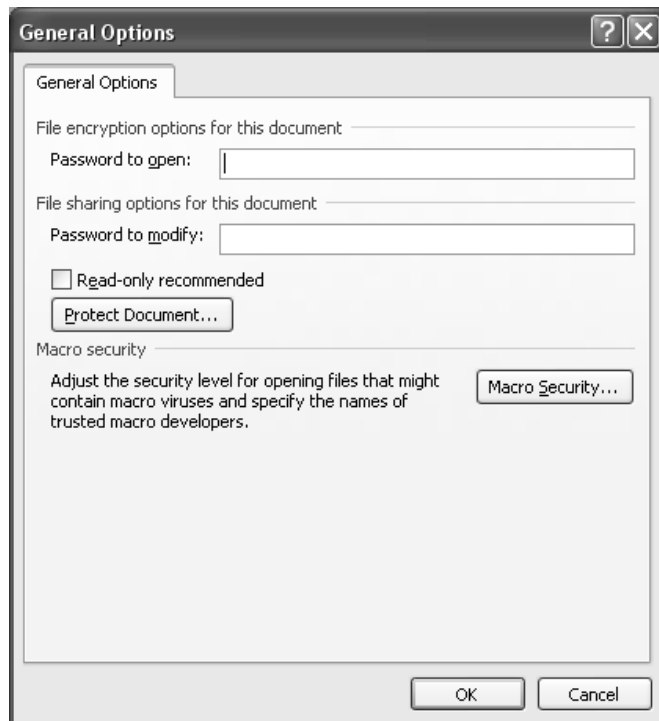 General Options
General Options
File encryption options for this document
Password to open:
File sharing options for this document
Password to modify:
Read-only recommended
Protect Document...
Macro security
Adjust the security level for opening files that might
contain macro viruses and specify the names of
trusted macro developers.
Macro Security...
OK Cancel